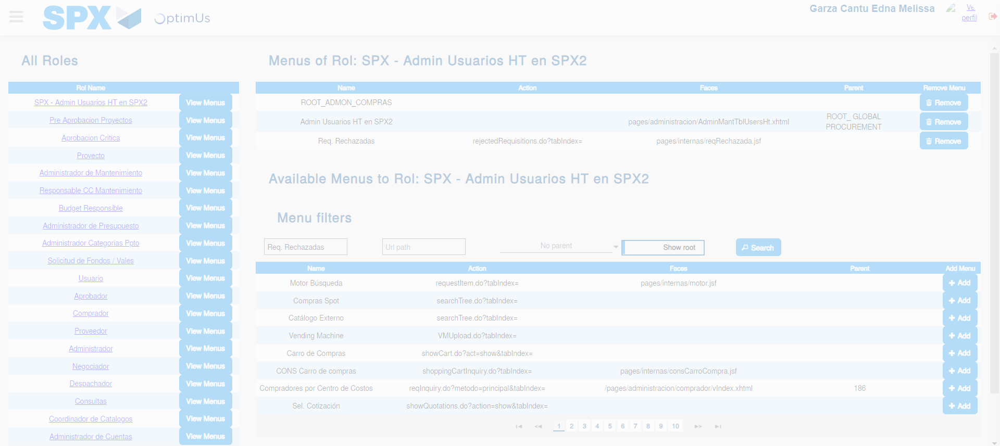 SPX
OptimUs
Garza Cantu Edna Melissa
Ve
perfil
All Roles
Rol Name
SPX - Admin Usuarios HT en SPX2 View Menus
Pre Aprobacion Proyectos View Menus
Aprobacion Critica View Menus
Proyecto View Menus
Administrador de Mantenimiento View Menus
Responsable CC Mantenimiento View Menus
Budget Responsible View Menus
Administrador de Presupuesto View Menus
Administrador Categorias Ppto View Menus
Solicitud de Fondos / Vales View Menus
Usuario View Menus
Aprobador View Menus
Comprador View Menus
Proveedor View Menus
Administrador View Menus
Negociador View Menus
Despachador View Menus
Consultas View Menus
Coordinador de Catalogos View Menus
Administrador de Cuentas View Menus
Menus of Rol: SPX - Admin Usuarios HT en SPX2
Name Action Faces Parent Remove Menu
ROOT_ADMON_COMPRAS Remove
Admin Usuarios HT en SPX2 pages/administracion/AdminMantTblUsersHt.xhtml ROOT_ GLOBAL PROCUREMENT Remove
Req. Rechazadas rejectedRequisitions.do?tabIndex= pages/internas/reqRechazada.jsf Remove
Available Menus to Rol: SPX - Admin Usuarios HT en SPX2
Menu filters
Req. Rechazadas Url path No parent Show root Search
Name Action Faces Parent Add Menu
Motor Búsqueda requestItem.do?tabIndex= pages/internas/motor.jsf Add
Compras Spot searchTree.do?tabIndex= Add
Catálogo Externo searchTree.do?tabIndex= Add
Vending Machine VMUpload.do?tabIndex= Add
Carro de Compras showCart.do?act=show&tabIndex= Add
CONS Carro de compras shoppingCartInquiry.do?tabIndex= pages/internas/consCarroCompra.jsf Add
Compradores por Centro de Costos reqInquiry.do?metodo=principal&tabIndex= /pages/administracion/comprador/vIndex.xhtml 186 Add
Sel. Cotización showQuotations.do?action=show&tabIndex= Add
1 2 3 4 5 6 7 8 9 10